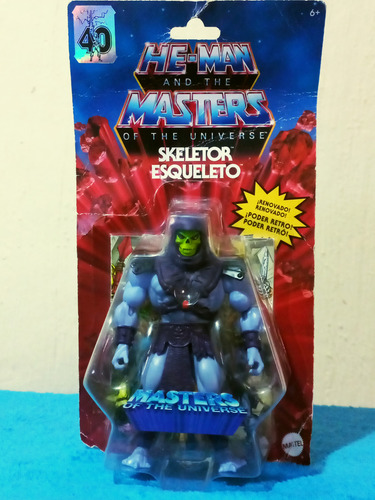 40
6+
HE-MAN
AND THE
MASTERS
OF THE UNIVERSE
SKELETOR
ESQUELETO
¡RENOVADO!
RENOVADO!
¡PODER RETRO!
PODER RETRÔ!
MASTERS
OF THE UNIVERSE
MATTEL